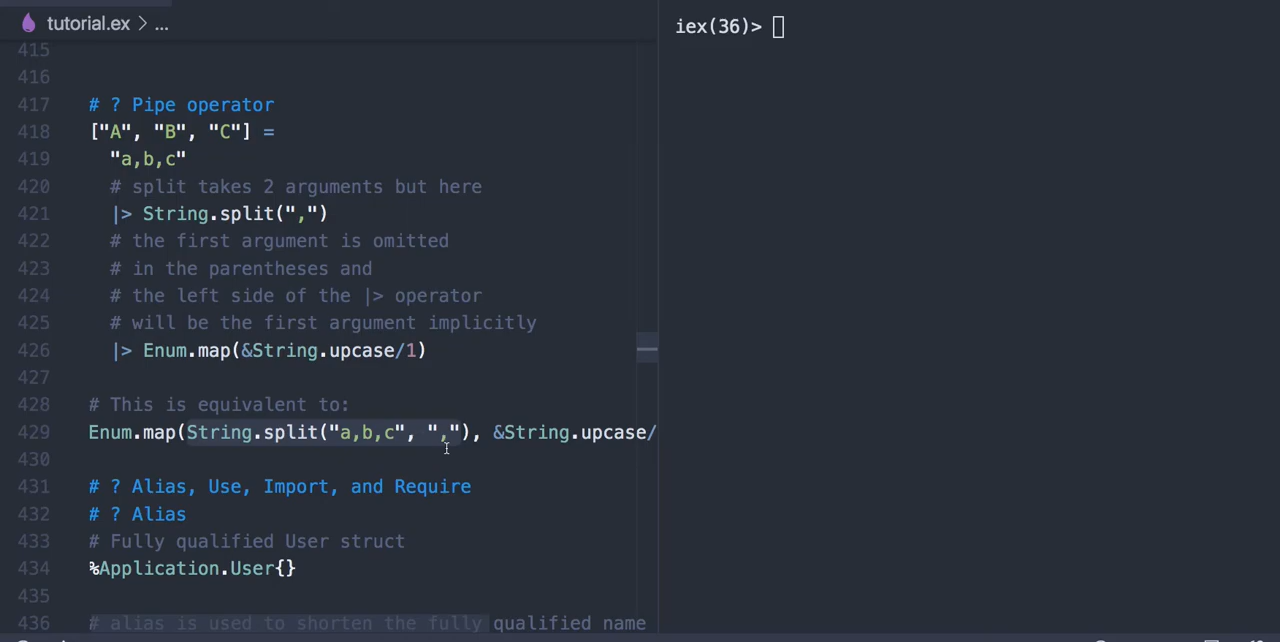 tutorial.ex > ...
iex(36)>
415
416
417 # ? Pipe operator
418 ["A", "B", "C"] =
419 "a,b,c"
420 # split takes 2 arguments but here
421 |> String.split(",")
422 # the first argument is omitted
423 # in the parentheses and
424 # the left side of the |> operator
425 # will be the first argument implicitly
426 |> Enum.map(&String.upcase/1)
427
428 # This is equivalent to:
429 Enum.map(String.split("a,b,c", ","), &String.upcase/
430
431 # ? Alias, Use, Import, and Require
432 # ? Alias
433 # Fully qualified User struct
434 %Application.User{}
435
436 # alias is used to shorten the fully qualified name